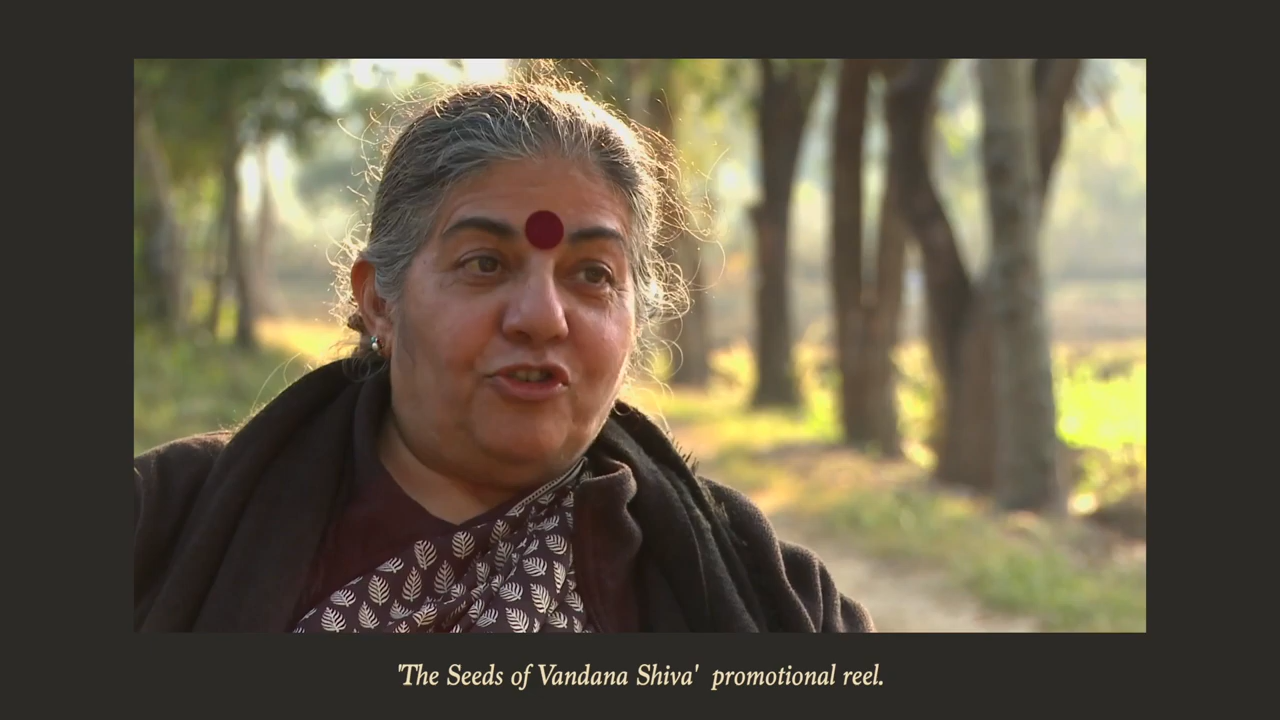 'The Seeds of Vandana Shiva' promotional reel.